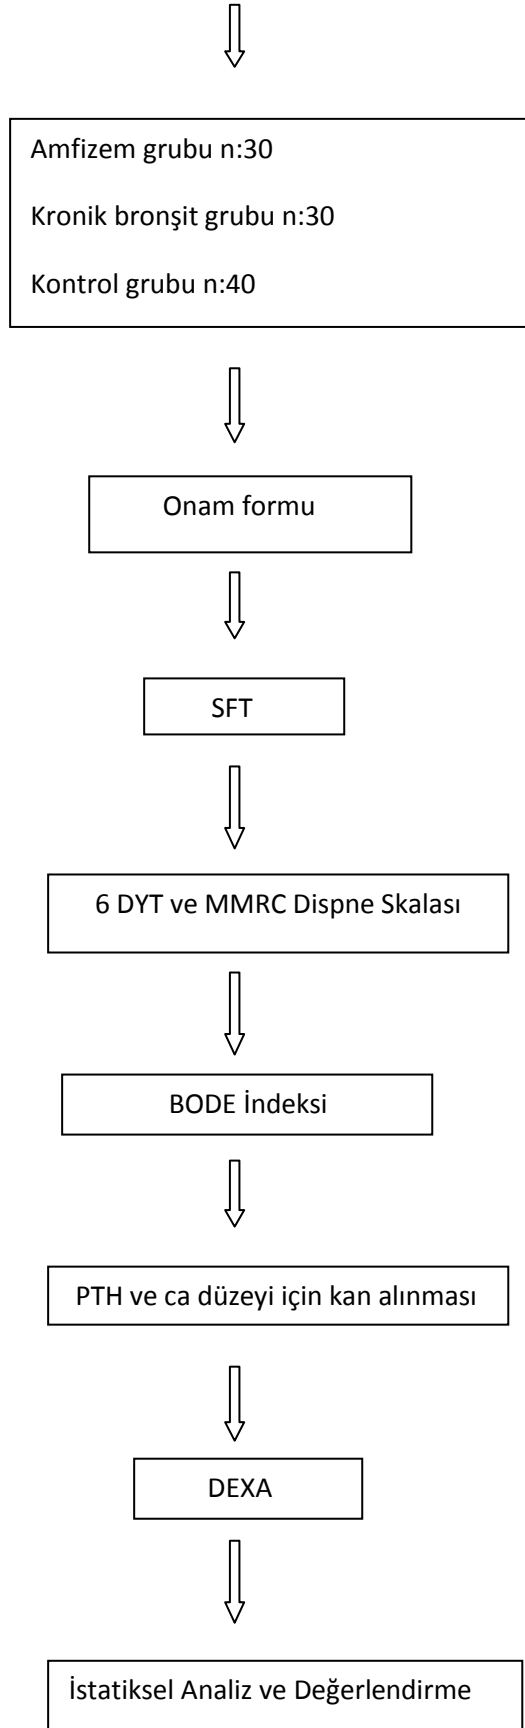 Amfizem grubu n:30
Kronik bronşit grubu n:30
Kontrol grubu n:40
Onam formu
SFT
6 DYT ve MMRC Dispne Skalası
BODE İndeksi
PTH ve ca düzeyi için kan alınması
DEXA
İstatiksel Analiz ve Değerlendirme